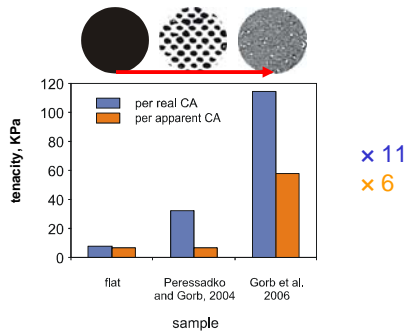 120
100
80
60
40
20
0
tenacity, KPa
per real CA
per apparent CA
× 11
× 6
flat
Peressadko
and Gorb, 2004
Gorb et al.
2006
sample